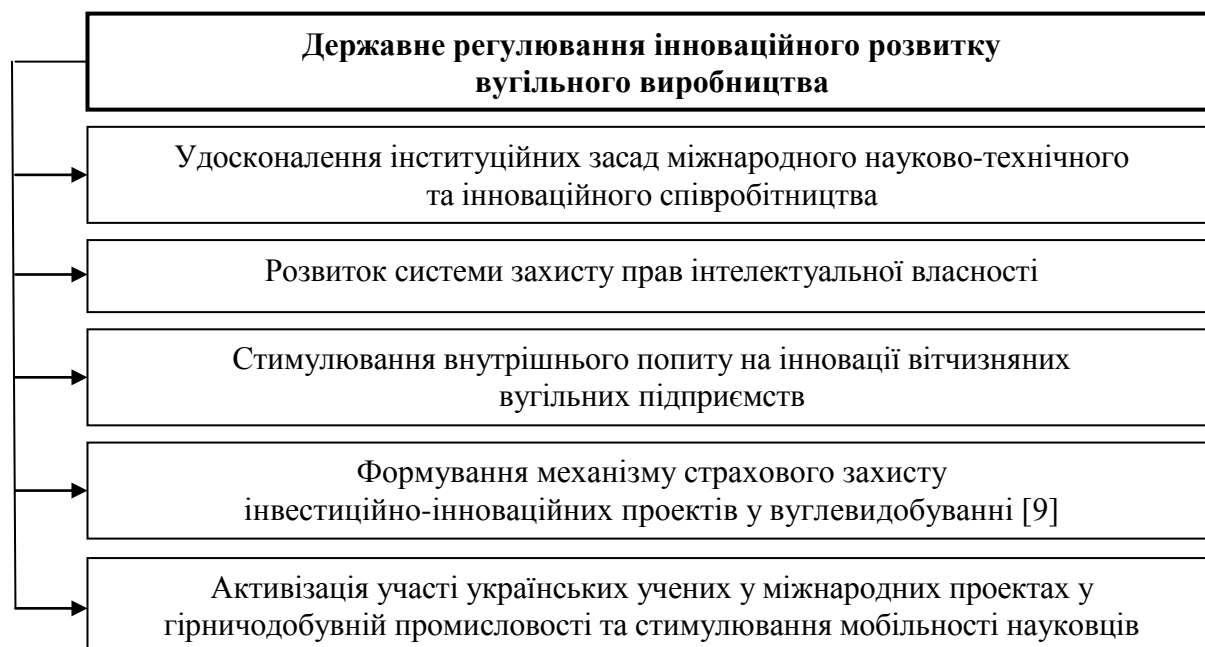 Державне регулювання інноваційного розвитку
вугільного виробництва
Удосконалення інституційних засад міжнародного науково-технічного
та інноваційного співробітництва
Розвиток системи захисту прав інтелектуальної власності
Стимулювання внутрішнього попиту на інновації вітчизняних
вугільних підприємств
Формування механізму страхового захисту
інвестиційно-інноваційних проектів у вуглевидобуванні [9]
Активізація участі українських учених у міжнародних проектах у
гірничодобувній промисловості та стимулювання мобільності науковців